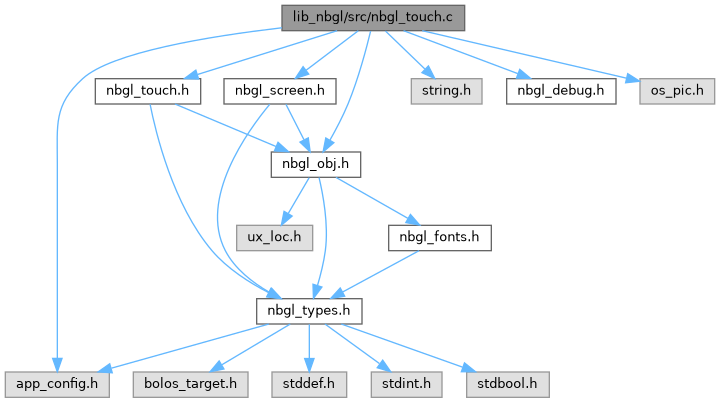 lib_nbgl/src/nbgl_touch.c
nbgl_touch.h
nbgl_screen.h
string.h
nbgl_debug.h
os_pic.h
nbgl_obj.h
ux_loc.h
nbgl_fonts.h
nbgl_types.h
app_config.h
bolos_target.h
stddef.h
stdint.h
stdbool.h